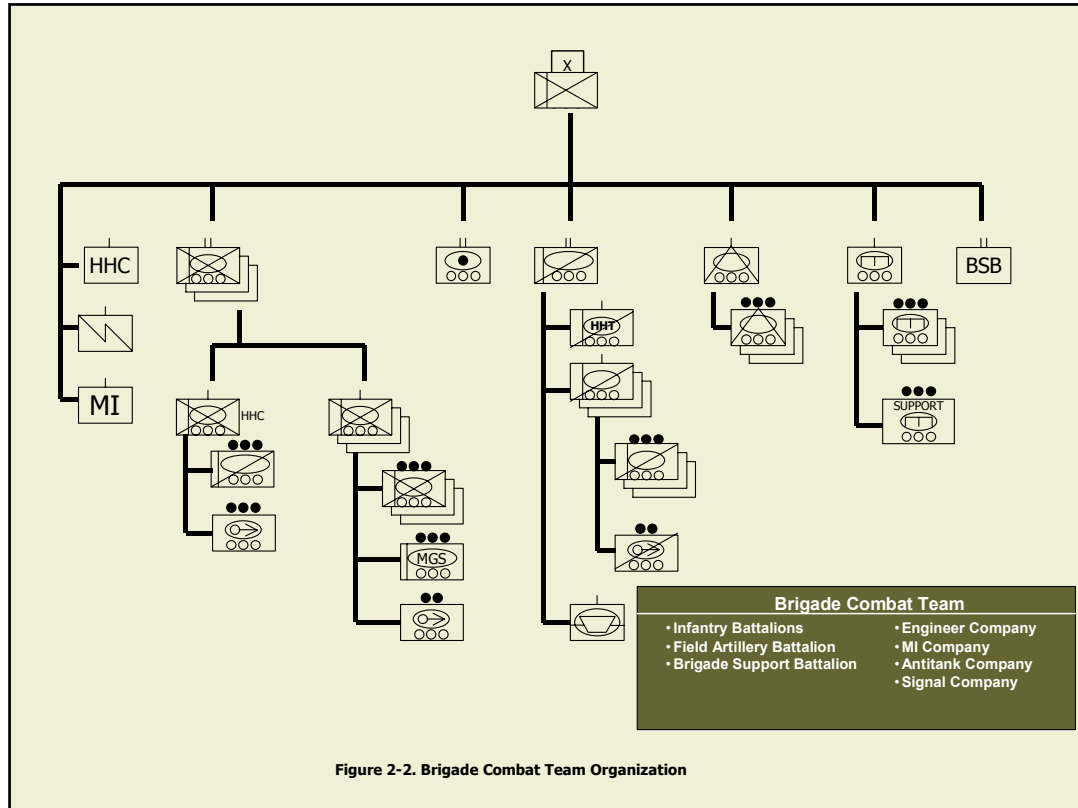 X
HHC
BSB
HHT
MI
HHC
SUPPORT
MGS
Brigade Combat Team
• Infantry Battalions
• Field Artillery Battalion
• Brigade Support Battalion
• Engineer Company
• MI Company
• Antitank Company
• Signal Company
Figure 2-2. Brigade Combat Team Organization